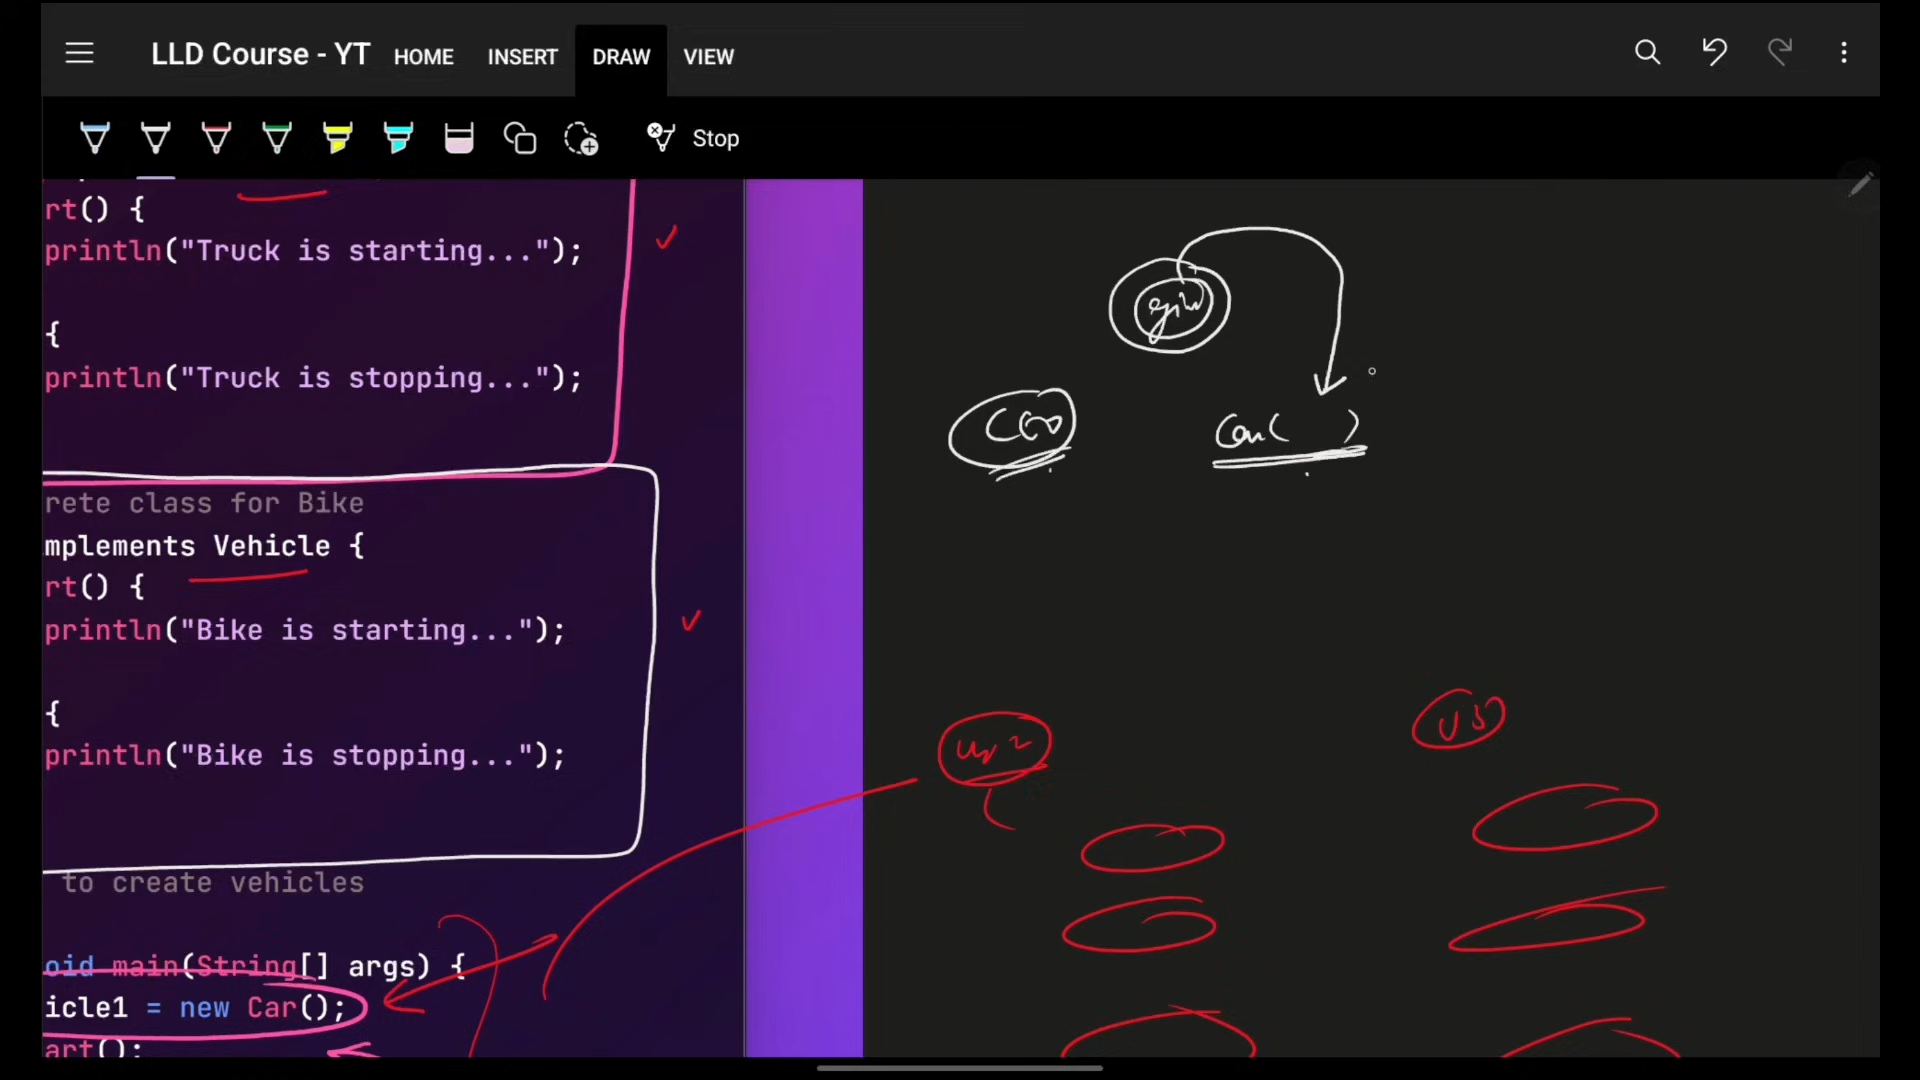 LLD Course - YT HOME INSERT DRAW VIEW
Stop
rt() {
println("Truck is starting...");
{
println("Truck is stopping...");
rete class for Bike
mplements Vehicle {
rt() {
println("Bike is starting...");
{
println("Bike is stopping...");
to create vehicles
oid main(String[] args) {
icle1 = new Car();
art();